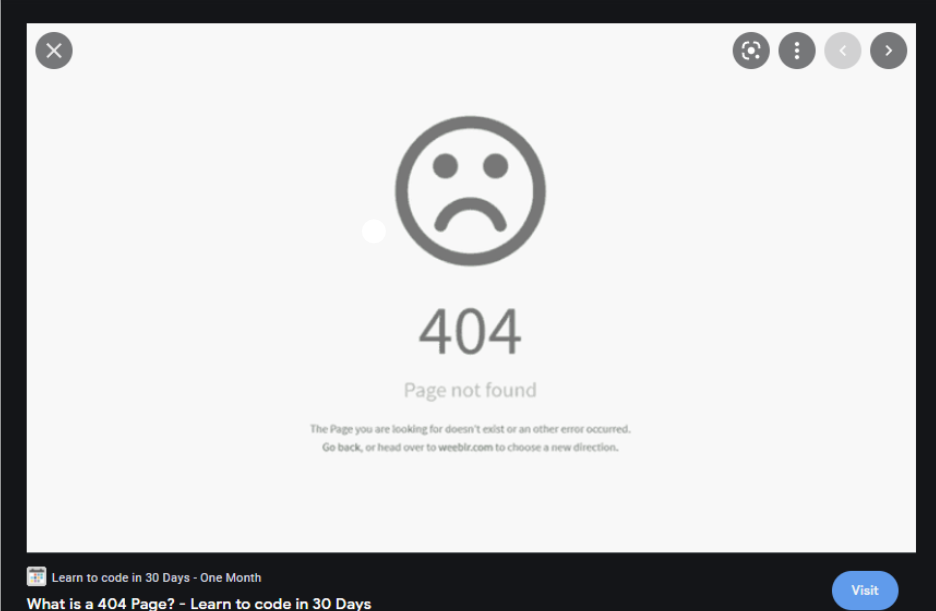 404
Page not found
The Page you are looking for doesn't exist or an other error occurred.
Go back, or head over to weeblr.com to choose a new direction.
Learn to code in 30 Days - One Month
What is a 404 Page? - Learn to code in 30 Days
Visit